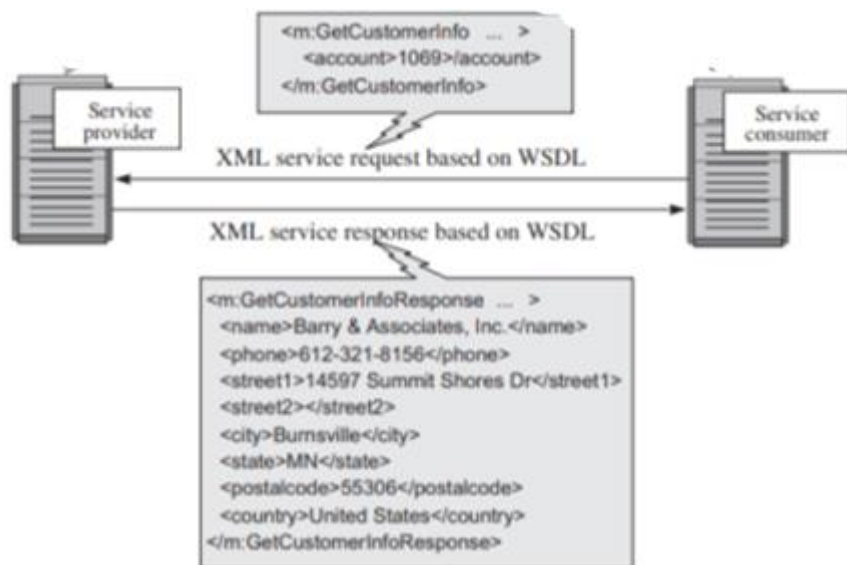 <m:GetCustomerInfo ... >
<account>1069>/account>
</m:GetCustomerInfo>
Service
provider
Service
consumer
XML service request based on WSDL
XML service response based on WSDL
<m:GetCustomerInfoResponse ... >
<name>Barry & Associates, Inc.</name>
<phone>612-321-8156</phone>
<street1>14597 Summit Shores Dr</street1>
<street2></street2>
<city>Burnsville</city>
<state>MN</state>
<postalcode>55306</postalcode>
<country>United States</country>
</m:GetCustomerInfoResponse>